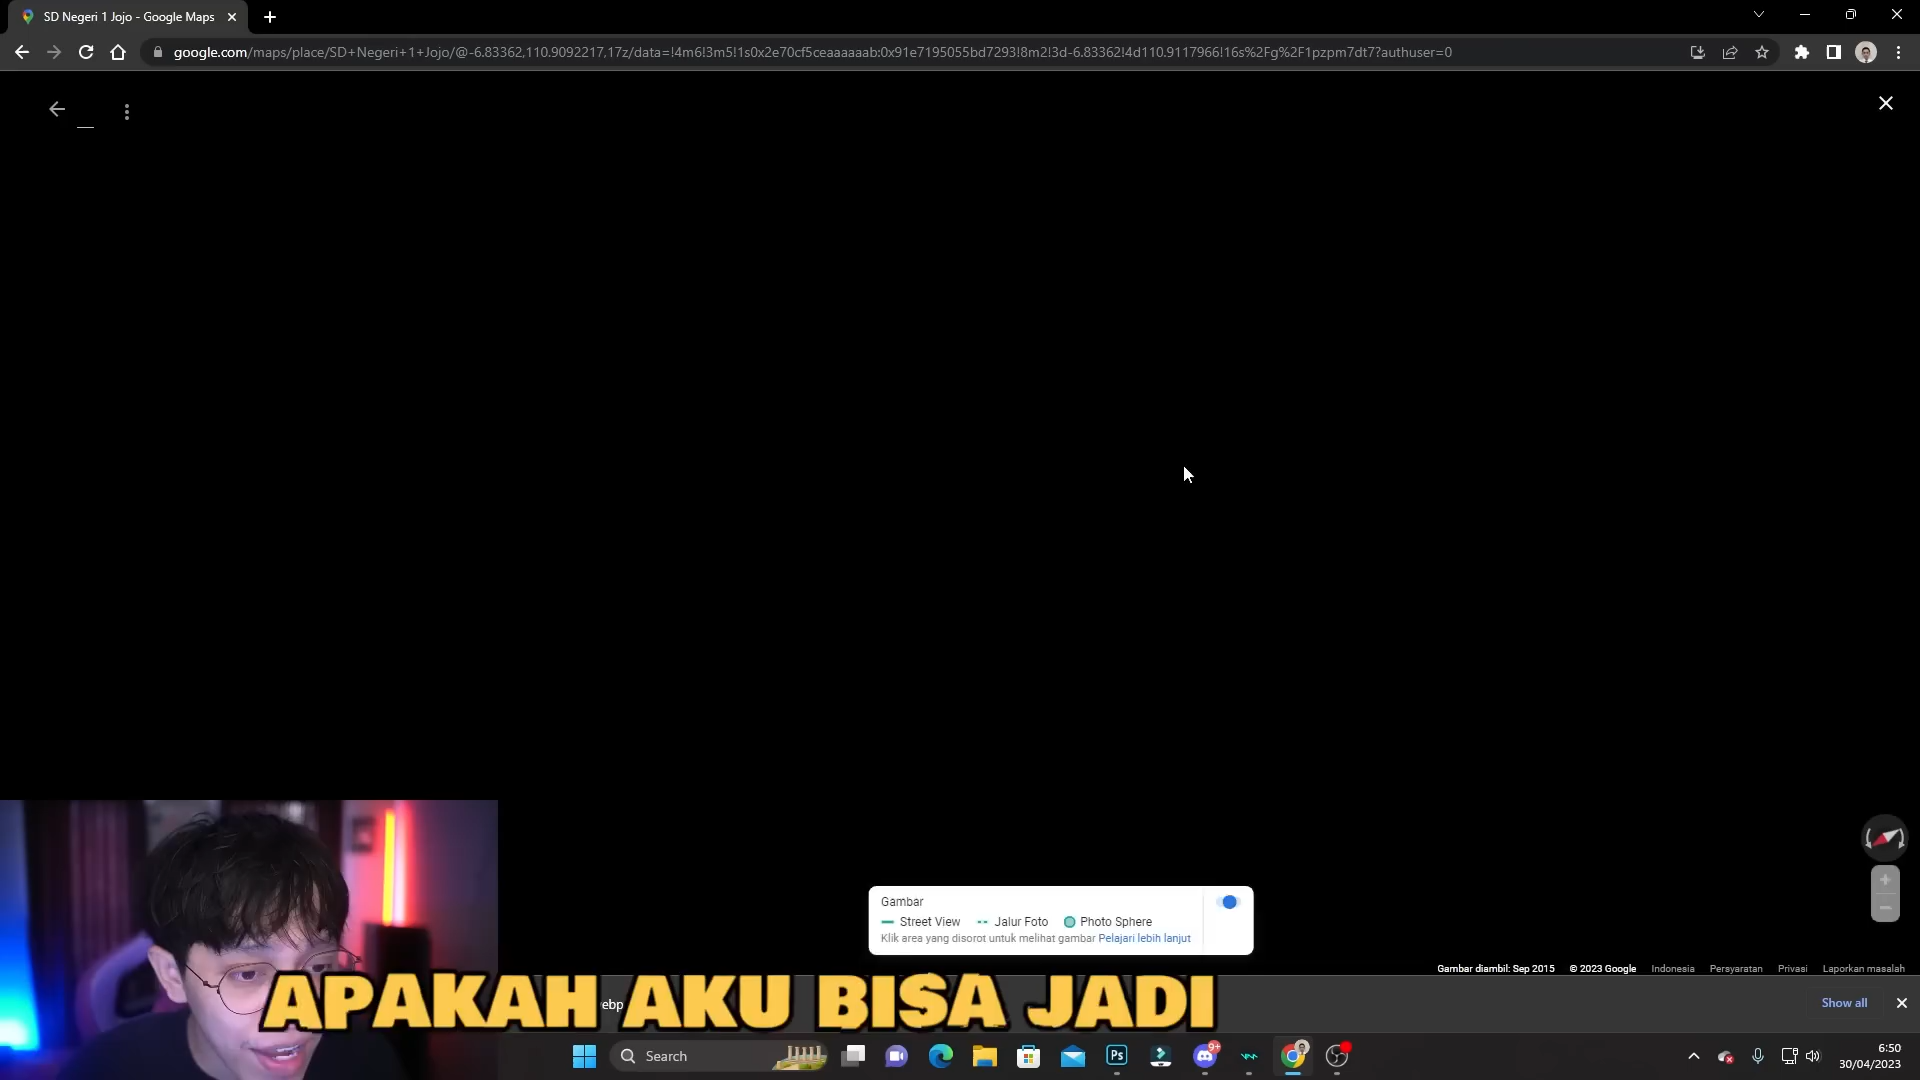 SD Negeri 1 Jojo - Google Maps
google.com/maps/place/SD+Negeri+1+Jojo/@-6.83362,110.9092217,17z/data=!4m6!3m5!1s0x2e70cf5ceaaaaaab:0x91e7195055bd7293!8m2!3d-6.83362!4d110.9117966!16s%2Fg%2F1pzpm7dt7?authuser=0
Gambar
Street View Jalur Foto Photo Sphere
Klik area yang disorot untuk melihat gambar Pelajari lebih lanjut
Gambar diambil: Sep 2015 © 2023 Google Indonesia Persyaratan Privasi Laporkan masalah
APAKAH AKU BISA JADI
ebp
Show all
Search
Ps
9+
6:50
30/04/2023